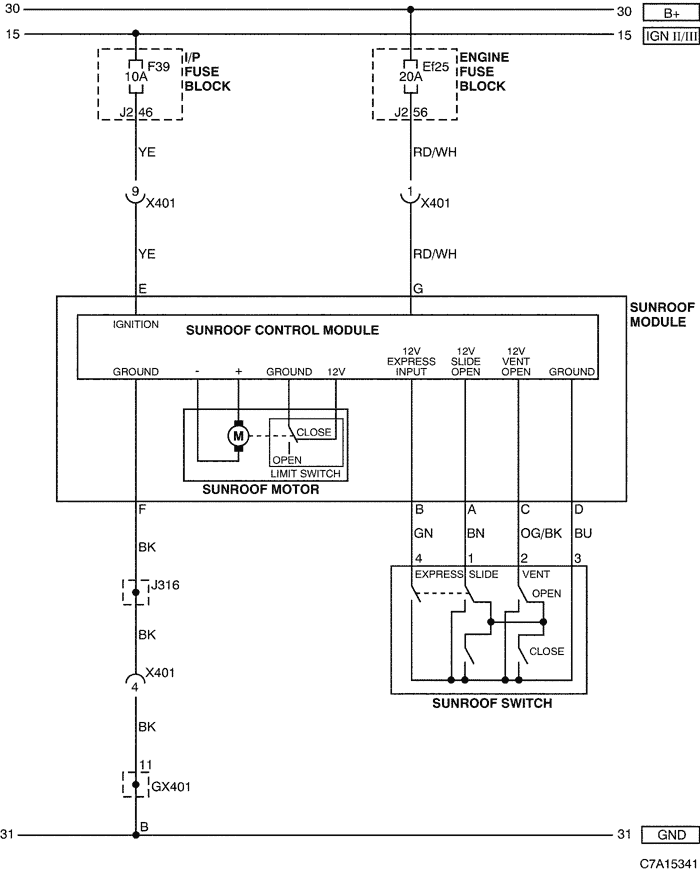 30
30
B+
15
15
IGN II/III
F39
10A
J2 46
I/P
FUSE
BLOCK
Ef25
20A
J2 56
ENGINE
FUSE
BLOCK
YE
RD/WH
9
X401
1
X401
YE
RD/WH
E
G
SUNROOF
MODULE
IGNITION
SUNROOF CONTROL MODULE
GROUND
-
+
GROUND
12V
12V
EXPRESS
INPUT
12V
SLIDE
OPEN
12V
VENT
OPEN
GROUND
M
CLOSE
OPEN
LIMIT SWITCH
SUNROOF MOTOR
F
B
A
C
D
BK
GN
BN
OG/BK
BU
4
1
2
3
EXPRESS
SLIDE
VENT
OPEN
CLOSE
SUNROOF SWITCH
J316
BK
X401
4
BK
11
GX401
B
31
31
GND
C7A15341